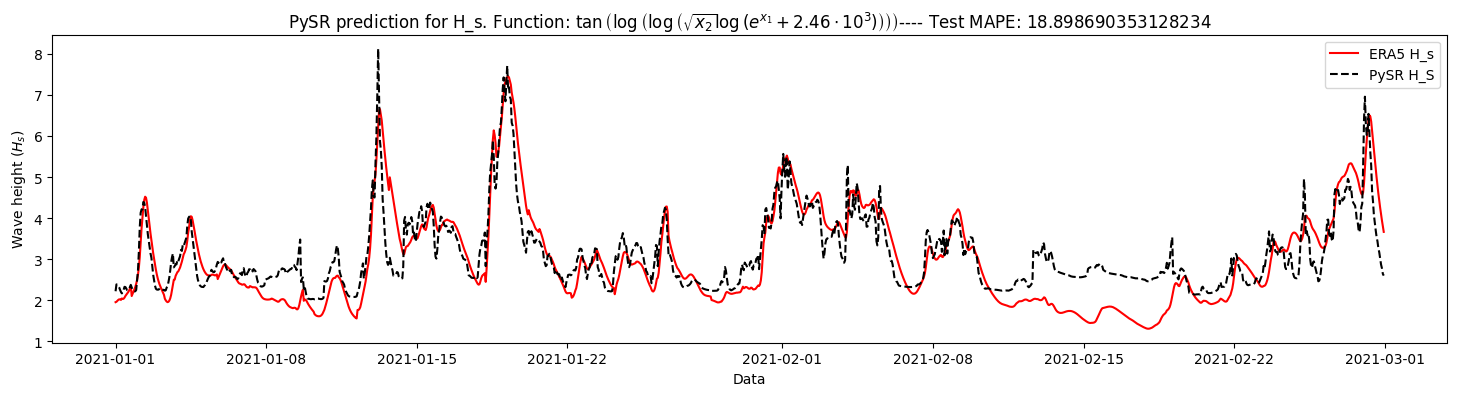 PySR prediction for H_s. Function: tan (log (log (√x₂ log (e^{x₁} + 2.46 · 10³))))---- Test MAPE: 18.898690353128234
ERA5 H_s
PySR H_S
Wave height (Hₛ)
8
7
6
5
4
3
2
1
2021-01-01 2021-01-08 2021-01-15 2021-01-22 2021-02-01 2021-02-08 2021-02-15 2021-02-22 2021-03-01
Data